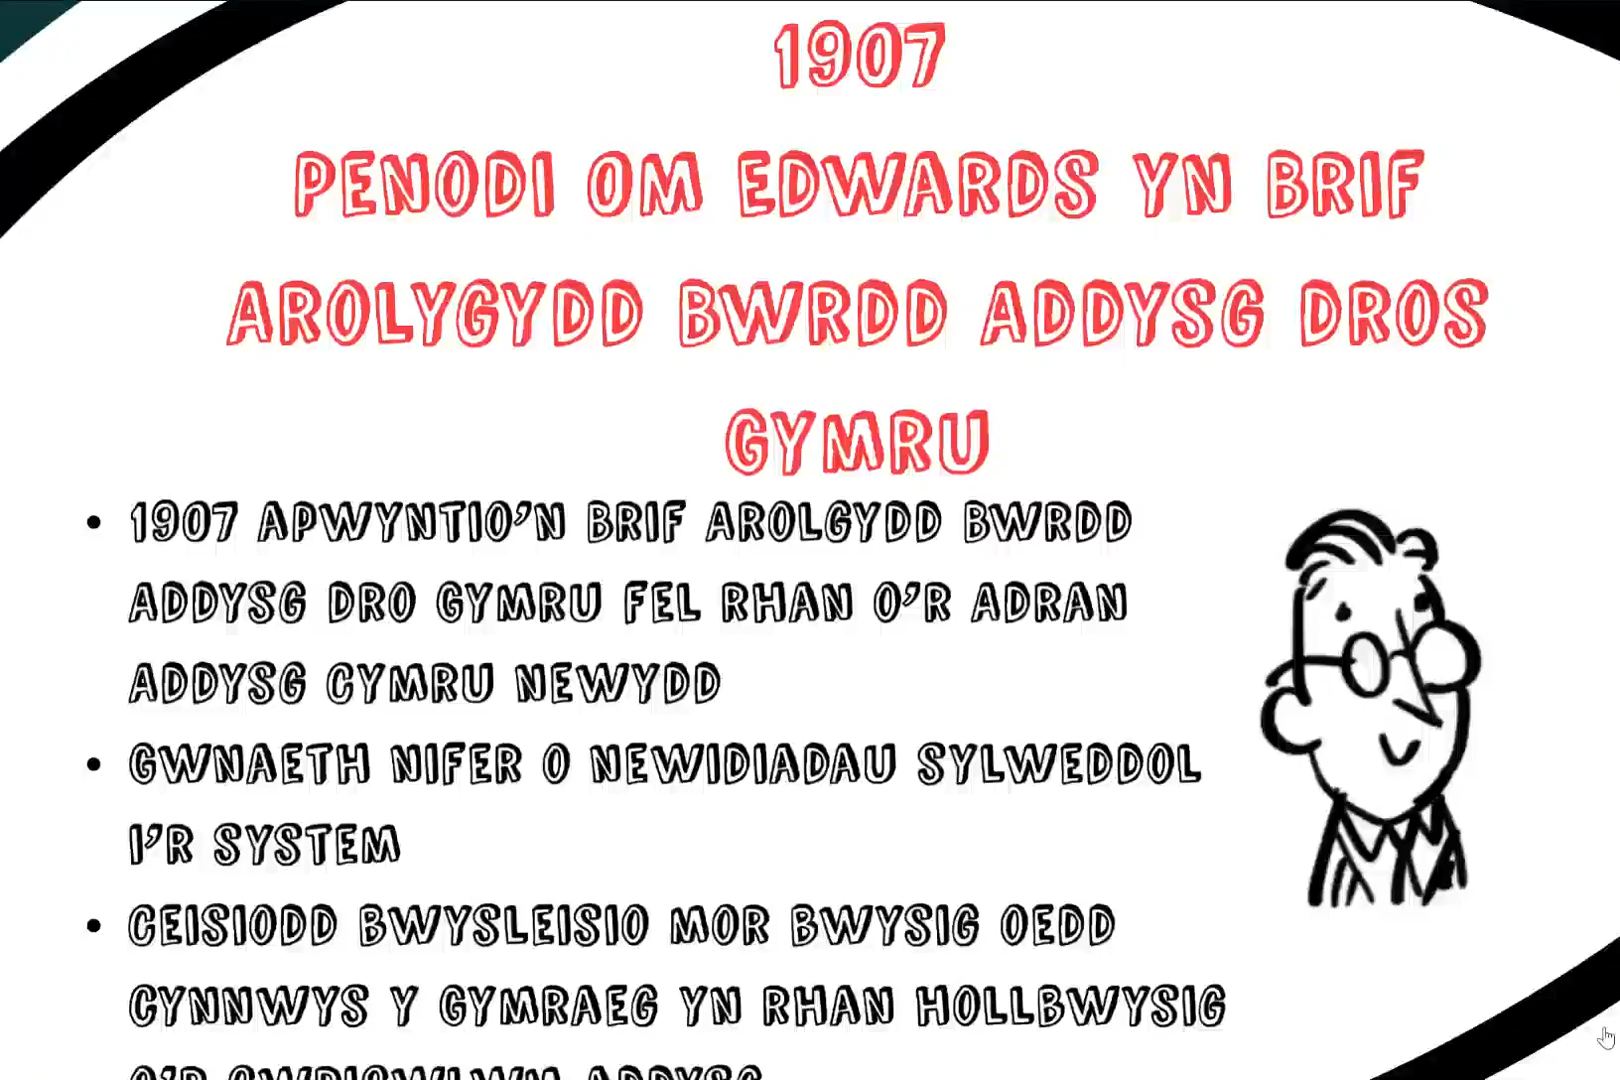 1907
PENODI OM EDWARDS YN BRIF
AROLYGYDD BWRDD ADDYSG DROS
GYMRU
• 1907 APWYNTIO'N BRIF AROLGYDD BWRDD
ADDYSG DRO GYMRU FEL RHAN O'R ADRAN
ADDYSG CYMRU NEWYDD
• GWNAETH NIFER O NEWIDIADAU SYLWEDDOL
I'R SYSTEM
• CEISIODD BWYSLEISIO MOR BWYSIG OEDD
CYNNWYS Y GYMRAEG YN RHAN HOLLBWYSIG
O'R CWRICWLWM ADDYSG